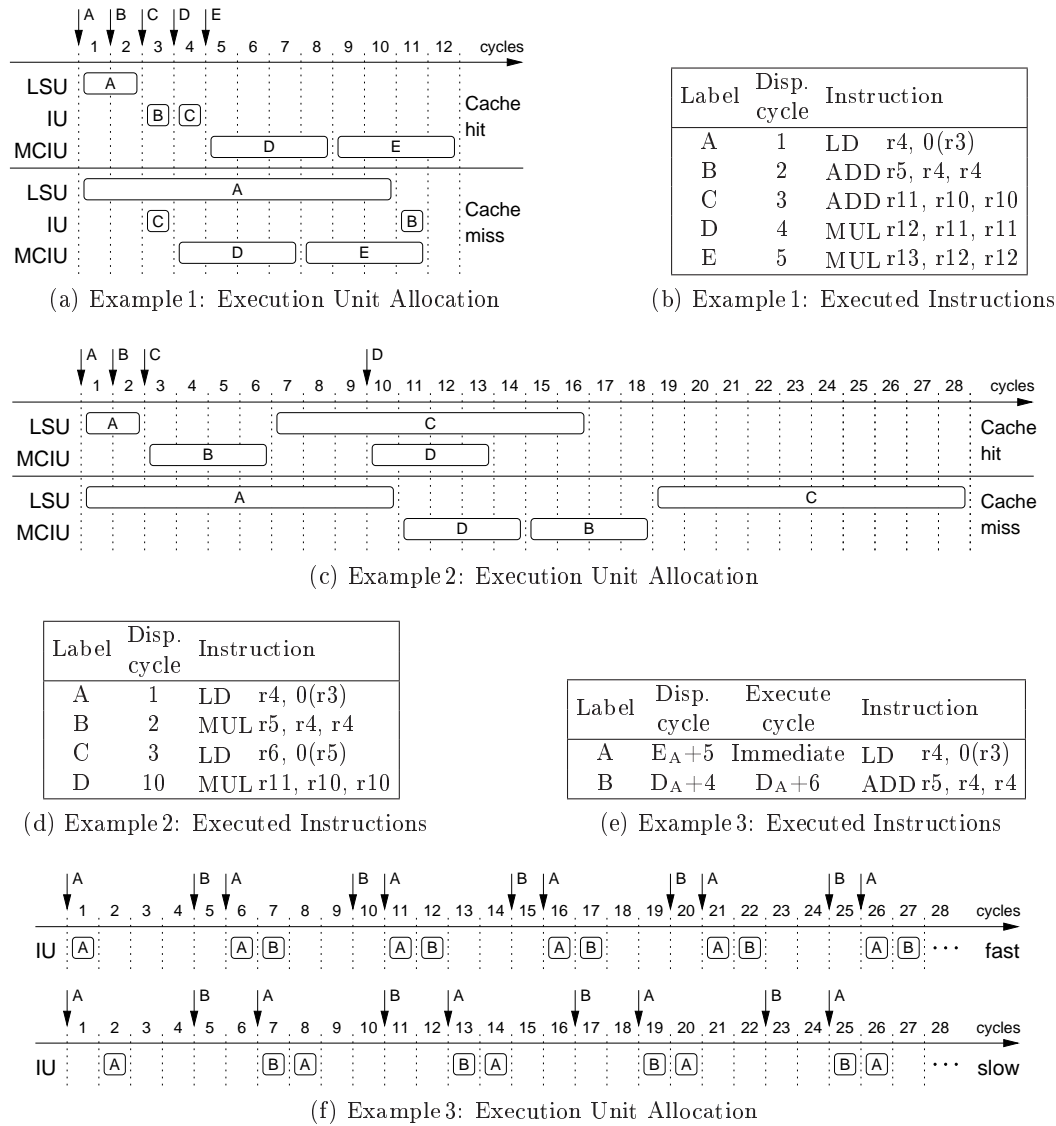 A B C D E
1 2 3 4 5 6 7 8 9 10 11 12 cycles
LSU A
IU B C
MCIU D E
Cache
hit
LSU A
IU C B
MCIU D E
Cache
miss
(a) Example 1: Execution Unit Allocation
Label Disp. cycle Instruction
A 1 LD r4, 0(r3)
B 2 ADD r5, r4, r4
C 3 ADD r11, r10, r10
D 4 MUL r12, r11, r11
E 5 MUL r13, r12, r12
(b) Example 1: Executed Instructions
A B C D
1 2 3 4 5 6 7 8 9 10 11 12 13 14 15 16 17 18 19 20 21 22 23 24 25 26 27 28 cycles
LSU A C
MCIU B D
Cache
hit
LSU A C
MCIU D B
Cache
miss
(c) Example 2: Execution Unit Allocation
Label Disp. cycle Instruction
A 1 LD r4, 0(r3)
B 2 MUL r5, r4, r4
C 3 LD r6, 0(r5)
D 10 MUL r11, r10, r10
(d) Example 2: Executed Instructions
Label Disp. cycle Execute cycle Instruction
A EA+5 Immediate LD r4, 0(r3)
B DA+4 DA+6 ADD r5, r4, r4
(e) Example 3: Executed Instructions
A B A B A B A B A B A
1 2 3 4 5 6 7 8 9 10 11 12 13 14 15 16 17 18 19 20 21 22 23 24 25 26 27 28 cycles
IU A A B A B A B A B A B ··· fast
A B A B A B A B A
1 2 3 4 5 6 7 8 9 10 11 12 13 14 15 16 17 18 19 20 21 22 23 24 25 26 27 28 cycles
IU A B A B A B A B A ··· slow
(f) Example 3: Execution Unit Allocation